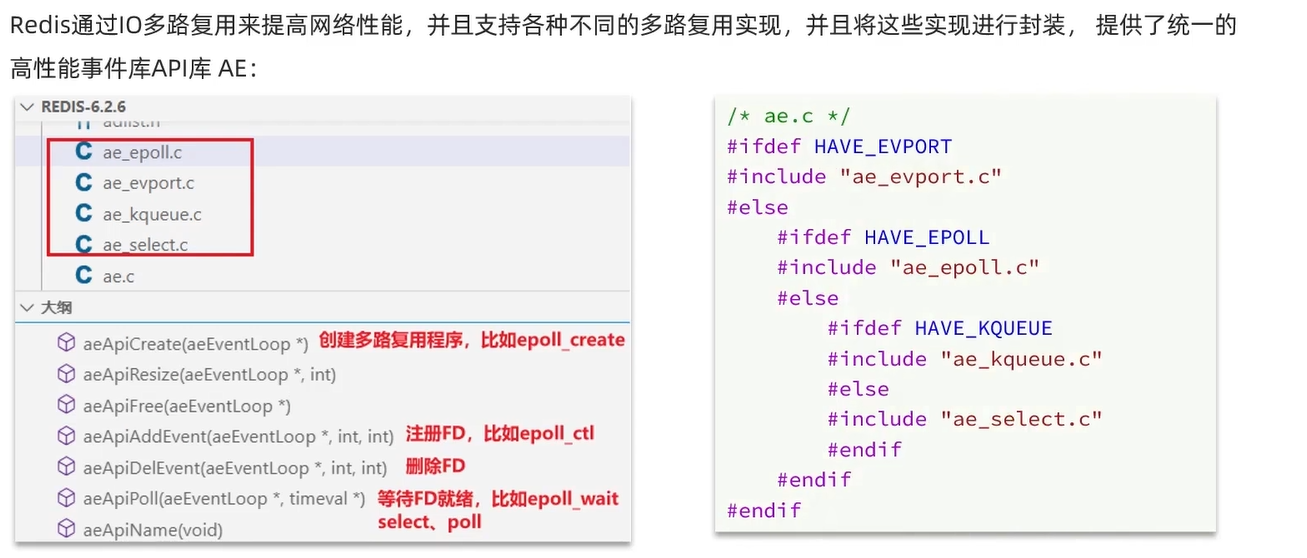 Redis通过IO多路复用来提高网络性能，并且支持各种不同的多路复用实现，并且将这些实现进行封装， 提供了统一的
高性能事件库API库 AE：
REDIS-6.2.6
adlist.h
C ae_epoll.c
C ae_evport.c
C ae_kqueue.c
C ae_select.c
C ae.c
大纲
aeApiCreate(aeEventLoop *) 创建多路复用程序，比如epoll_create
aeApiResize(aeEventLoop *, int)
aeApiFree(aeEventLoop *)
aeApiAddEvent(aeEventLoop *, int, int) 注册FD，比如epoll_ctl
aeApiDelEvent(aeEventLoop *, int, int) 删除FD
aeApiPoll(aeEventLoop *, timeval *) 等待FD就绪，比如epoll_wait
select、poll
aeApiName(void)
/* ae.c */
#ifdef HAVE_EVPORT
#include "ae_evport.c"
#else
#ifdef HAVE_EPOLL
#include "ae_epoll.c"
#else
#ifdef HAVE_KQUEUE
#include "ae_kqueue.c"
#else
#include "ae_select.c"
#endif
#endif
#endif